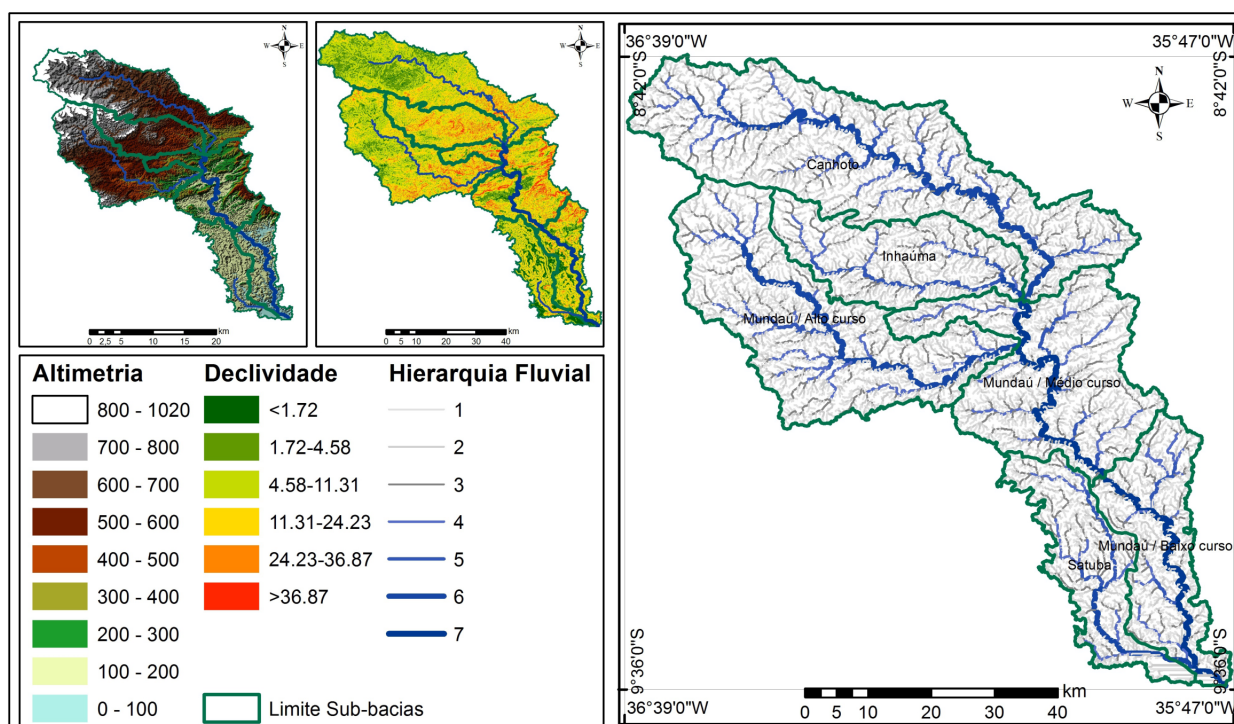 N
W E
S
N
W E
S
0 2,5 5 10 15 20
km
0 5 10 20 30 40
km
Altimetria
800 - 1020
700 - 800
600 - 700
500 - 600
400 - 500
300 - 400
200 - 300
100 - 200
0 - 100
Declividade
<1.72
1.72-4.58
4.58-11.31
11.31-24.23
24.23-36.87
>36.87
Limite Sub-bacias
Hierarquia Fluvial
1
2
3
4
5
6
7
36°39'0"W
35°47'0"W
8°42'0"S
8°42'0"S
N
W E
S
Canhoto
Inhaúma
Mundaú / Alto curso
Mundaú / Médio curso
Mundaú / Baixo curso
Satuba
9°36'0"S
9°36'0"S
0 5 10 20 30 40
km
36°39'0"W
35°47'0"W